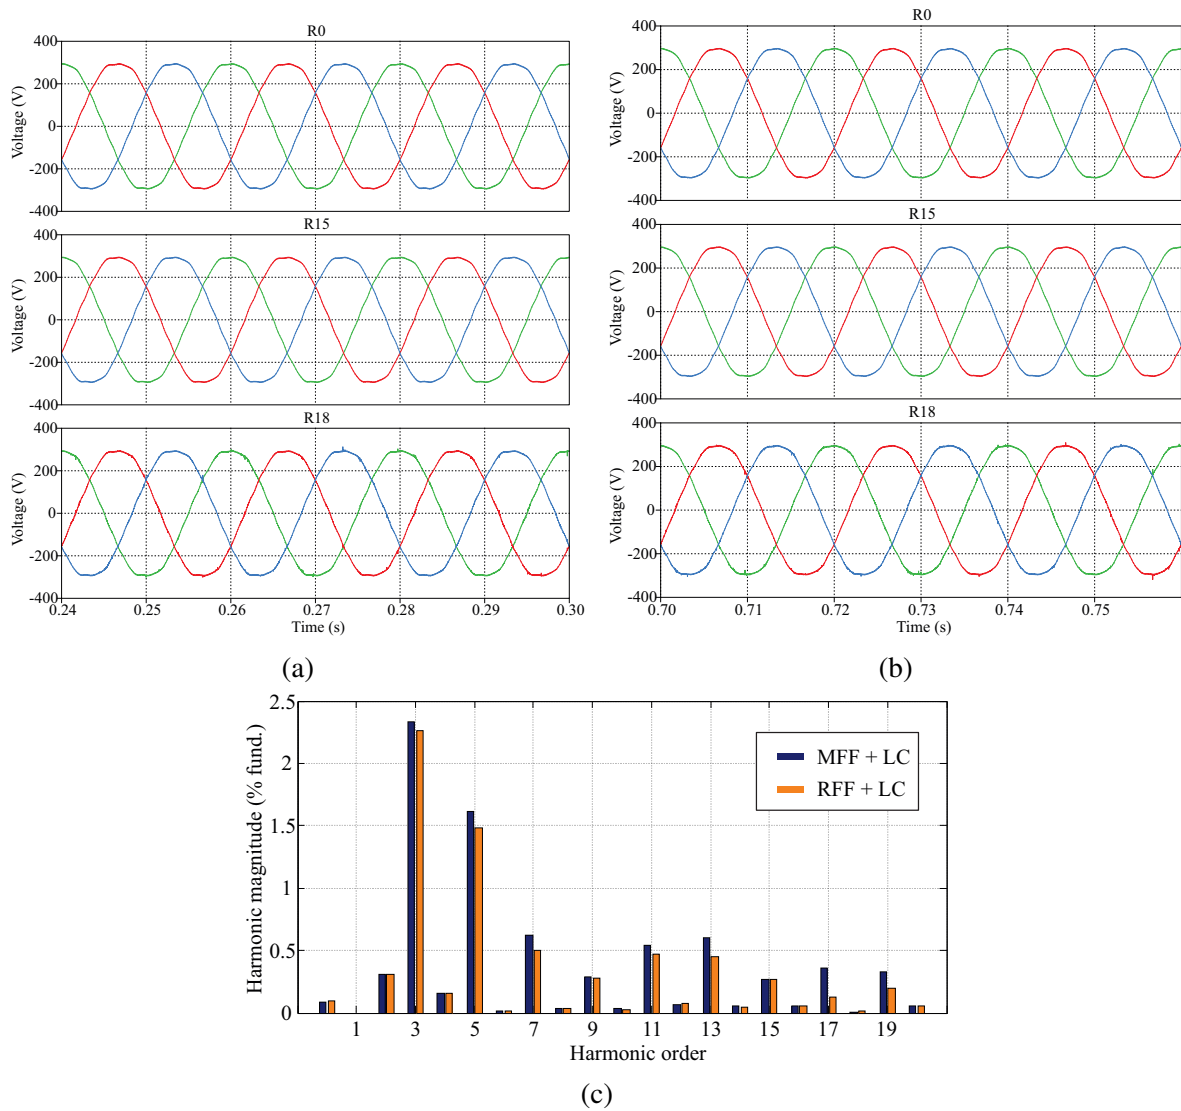 R0
400
200
0
-200
-400
Voltage (V)
R15
400
200
0
-200
-400
Voltage (V)
R18
400
200
0
-200
-400
Voltage (V)
0.24 0.25 0.26 0.27 0.28 0.29 0.30
Time (s)
(a)
R0
400
200
0
-200
-400
Voltage (V)
R15
400
200
0
-200
-400
Voltage (V)
R18
400
200
0
-200
-400
Voltage (V)
0.70 0.71 0.72 0.73 0.74 0.75
Time (s)
(b)
2.5
2
1.5
1
0.5
0
Harmonic magnitude (% fund.)
MFF + LC
RFF + LC
1 3 5 7 9 11 13 15 17 19
Harmonic order
(c)